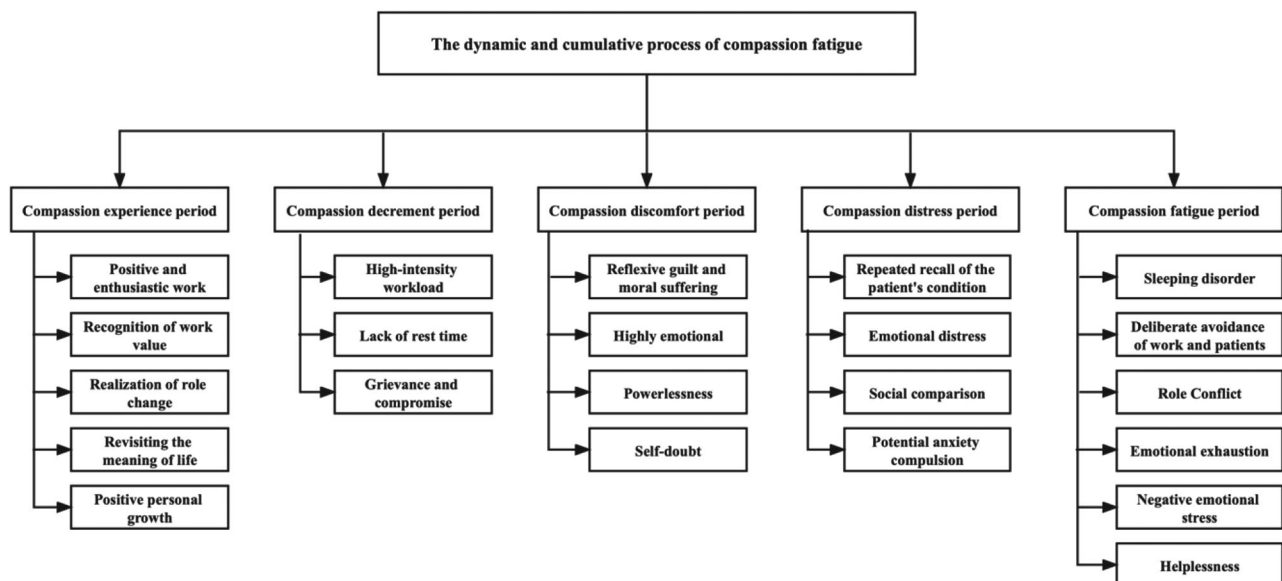 The dynamic and cumulative process of compassion fatigue
Compassion experience period
Positive and
enthusiastic work
Recognition of work
value
Realization of role
change
Revisiting the
meaning of life
Positive personal
growth
Compassion decrement period
High-intensity
workload
Lack of rest time
Grievance and
compromise
Compassion discomfort period
Reflexive guilt and
moral suffering
Highly emotional
Powerlessness
Self-doubt
Compassion distress period
Repeated recall of the
patient's condition
Emotional distress
Social comparison
Potential anxiety
compulsion
Compassion fatigue period
Sleeping disorder
Deliberate avoidance
of work and patients
Role Conflict
Emotional exhaustion
Negative emotional
stress
Helplessness